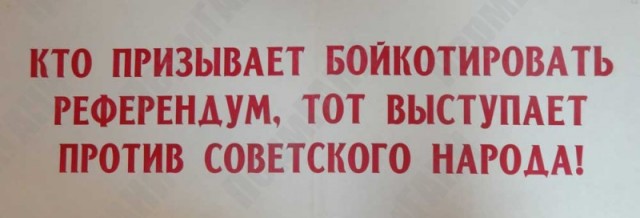 КТО ПРИЗЫВАЕТ БОЙКОТИРОВАТЬ
РЕФЕРЕНДУМ, ТОТ ВЫСТУПАЕТ
ПРОТИВ СОВЕТСКОГО НАРОДА!